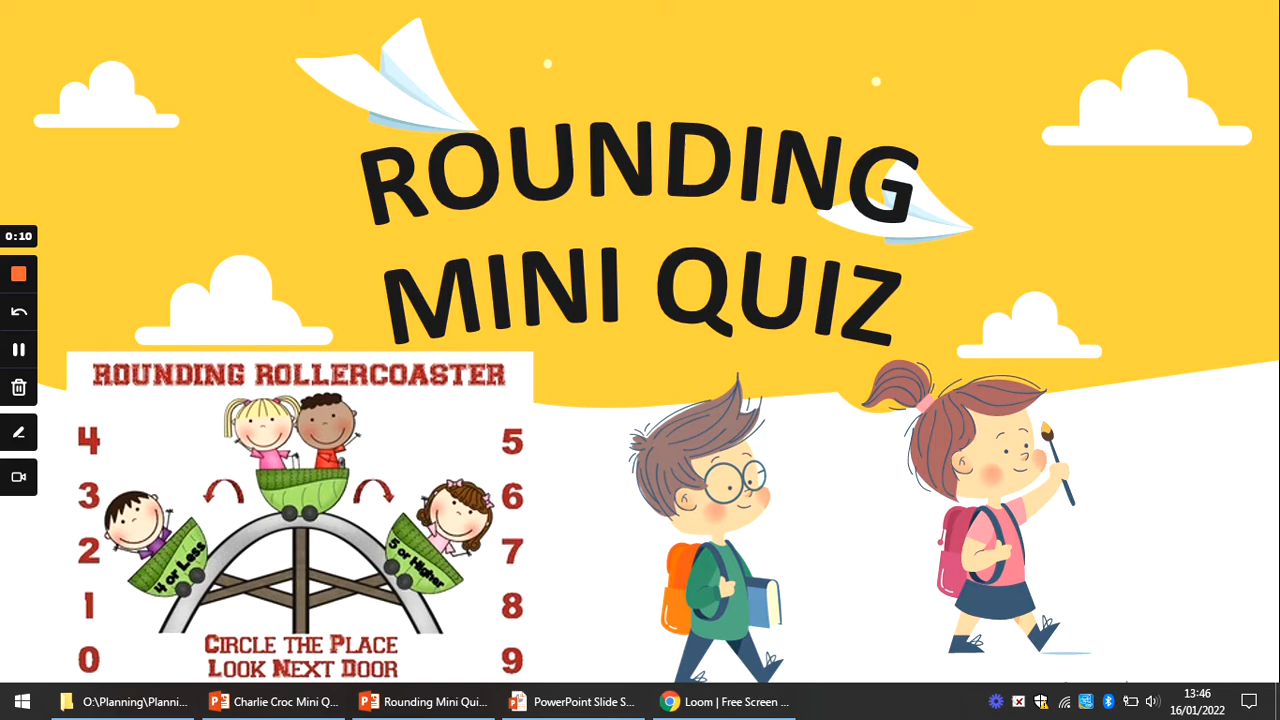 ROUNDING
MINI QUIZ
0:10
ROUNDING ROLLERCOASTER
4
5
3
6
2
7
1
8
0
9
4 or Less
5 or Higher
CIRCLE THE PLACE
LOOK NEXT DOOR
O:\Planning\Planni...
Charlie Croc Mini Q...
Rounding Mini Qui...
PowerPoint Slide S...
Loom | Free Screen ...
13:46
16/01/2022